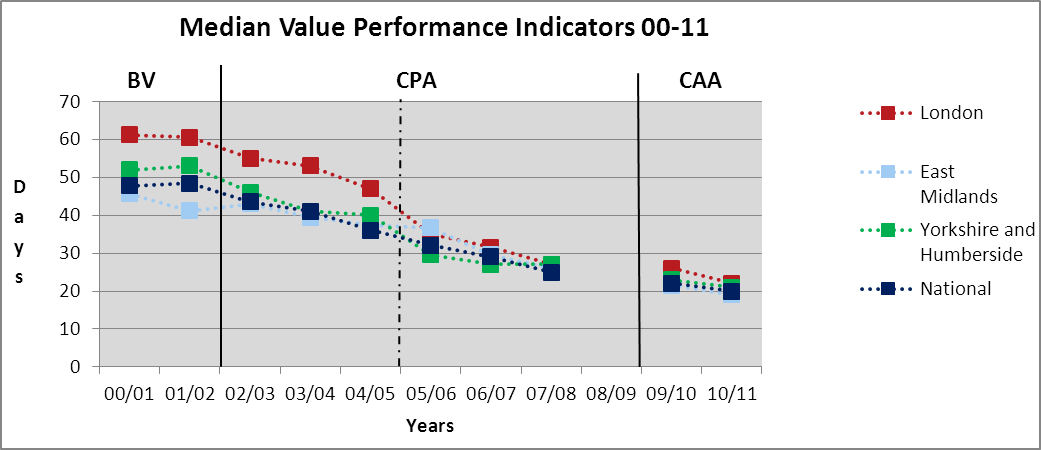 Median Value Performance Indicators 00-11
BV CPA CAA
70
60
50
40
30
20
10
0
Days
00/01 01/02 02/03 03/04 04/05 05/06 06/07 07/08 08/09 09/10 10/11
Years
London
East
Midlands
Yorkshire and
Humberside
National